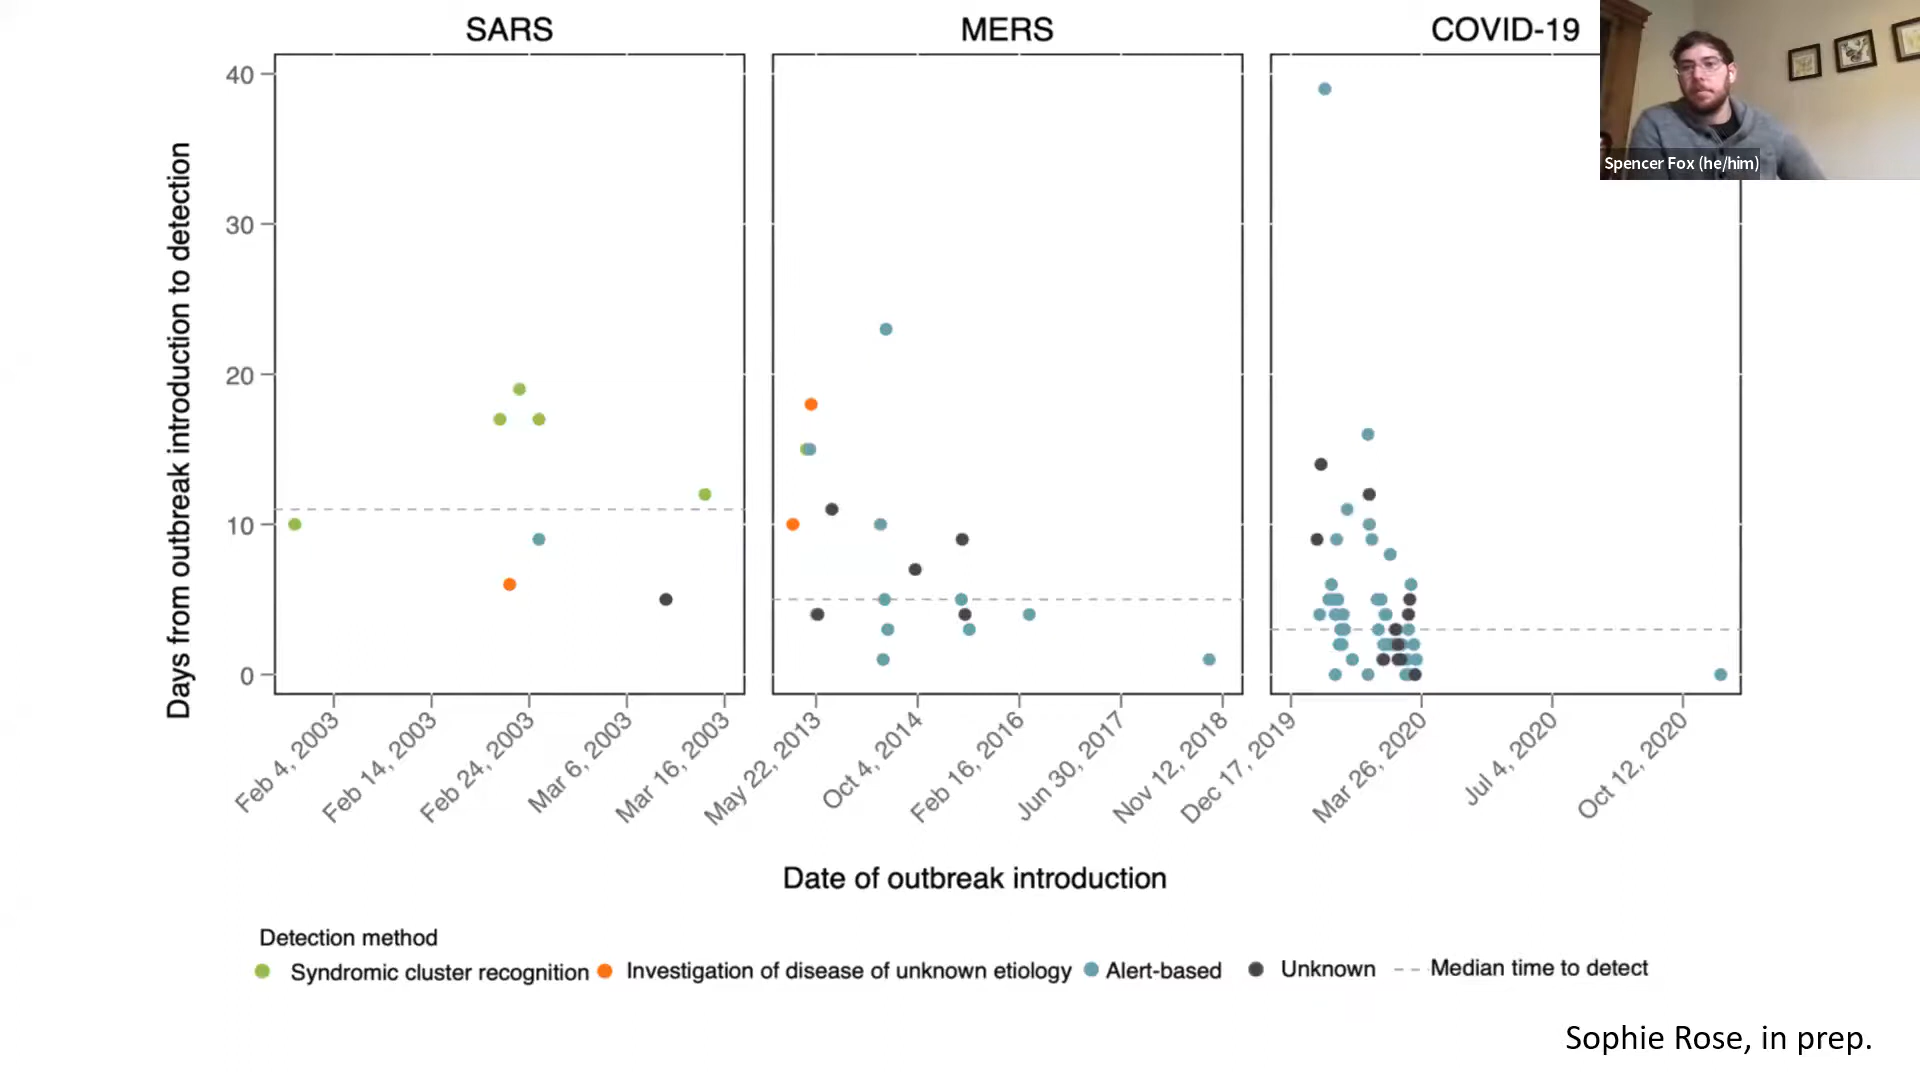 SARS
MERS
COVID-19
Spencer Fox (he/him)
Days from outbreak introduction to detection
40
30
20
10
0
Feb 4, 2003
Feb 14, 2003
Feb 24, 2003
Mar 6, 2003
Mar 16, 2003
May 22, 2013
Oct 4, 2014
Feb 16, 2016
Jun 30, 2017
Nov 12, 2018
Dec 17, 2019
Mar 26, 2020
Jul 4, 2020
Oct 12, 2020
Date of outbreak introduction
Detection method
Syndromic cluster recognition Investigation of disease of unknown etiology Alert-based Unknown Median time to detect
Sophie Rose, in prep.